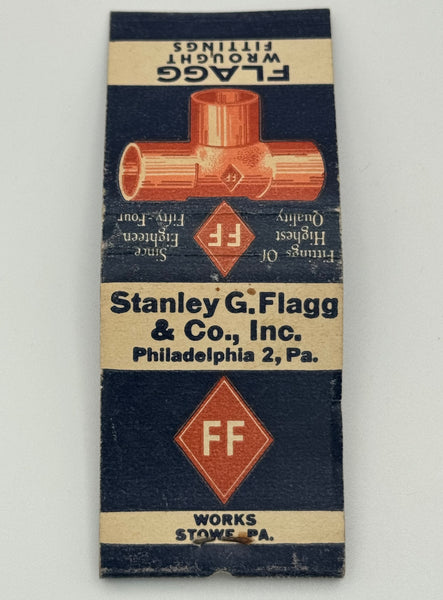 FLAGG
WROUGHT
FITTINGS
FF
FF
Since
Eighteen
Fifty-Four
Fittings Of
Highest
Quality
Stanley G. Flagg
& Co., Inc.
Philadelphia 2, Pa.
FF
WORKS
STOWE, PA.